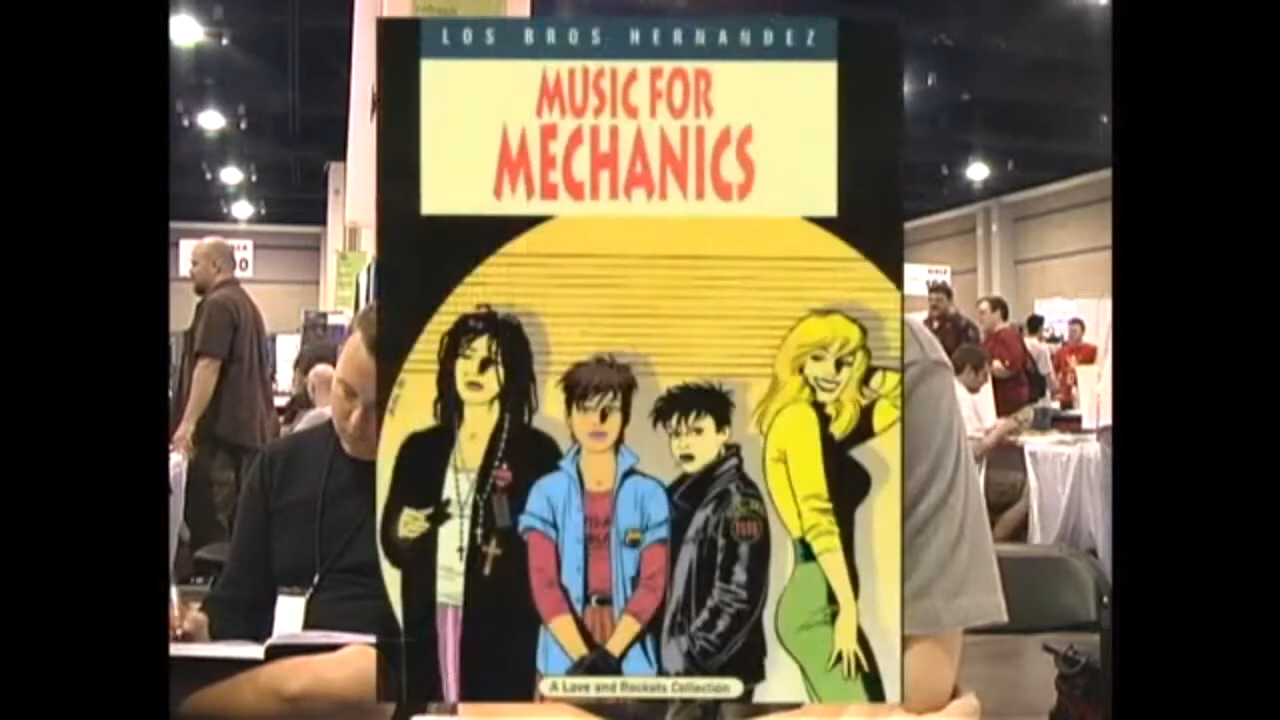 LOS BROS HERNANDEZ
MUSIC FOR
MECHANICS
A Love and Rockets Collection